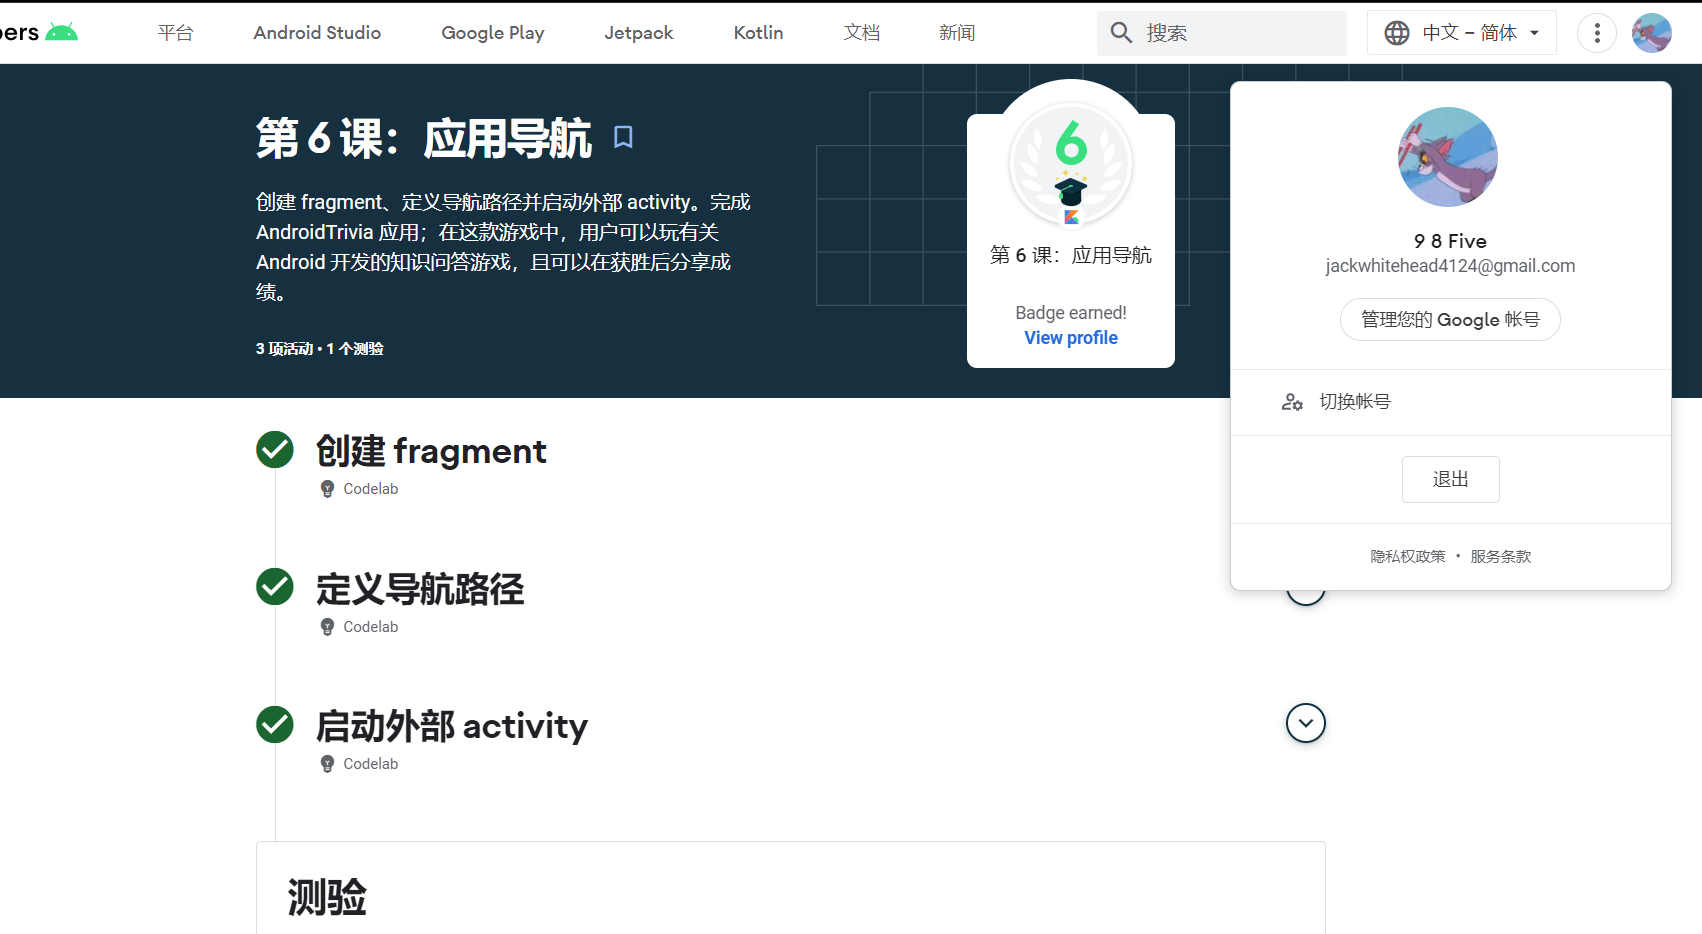 平台 Android Studio Google Play Jetpack Kotlin 文档 新闻 搜索 中文 – 简体
第 6 课：应用导航
创建 fragment、定义导航路径并启动外部 activity。完成
AndroidTrivia 应用；在这款游戏中，用户可以玩有关
Android 开发的知识问答游戏，且可以在获胜后分享成
绩。
3 项活动 • 1 个测验
6
第 6 课：应用导航
Badge earned!
View profile
9 8 Five
jackwhitehead4124@gmail.com
管理您的 Google 帐号
切换帐号
退出
隐私权政策 • 服务条款
创建 fragment
Codelab
定义导航路径
Codelab
启动外部 activity
Codelab
测验